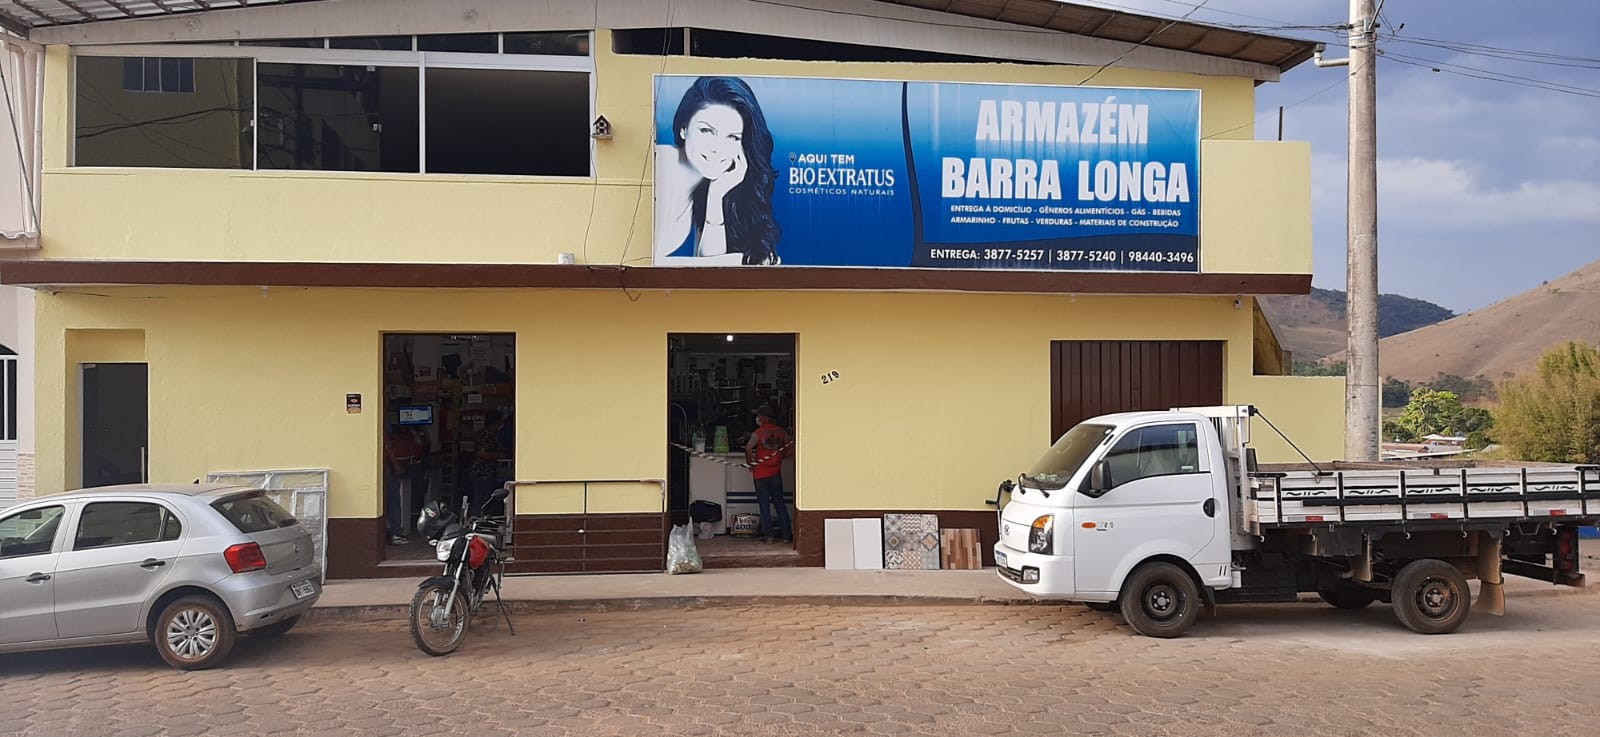 AQUI TEM
BIO EXTRATUS
COSMÉTICOS NATURAIS
ARMAZÉM
BARRA LONGA
ENTREGA À DOMICÍLIO - GÊNEROS ALIMENTÍCIOS - GÁS - BEBIDAS
ARMARINHO - FRUTAS - VERDURAS - MATERIAIS DE CONSTRUÇÃO
ENTREGA: 3877-5257 | 3877-5240 | 98440-3496
219